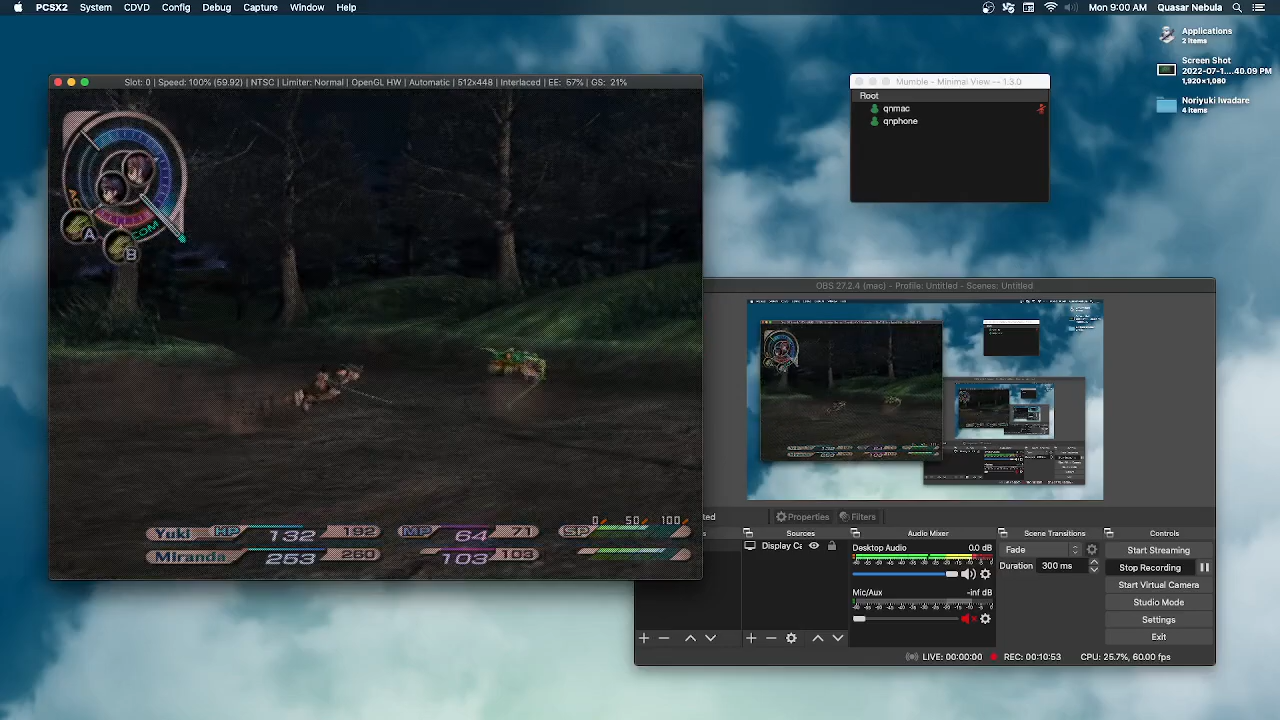 PCSX2 System CDVD Config Debug Capture Window Help
Mon 9:00 AM Quasar Nebula
Applications
2 items
Screen Shot
2022-07-1....40.09 PM
1,920×1,080
Noriyuki Iwadare
4 items
Slot: 0 | Speed: 100% (59.92) | NTSC | Limiter: Normal | OpenGL HW | Automatic | 512x448 | Interlaced | EE: 57% | GS: 21%
Mumble - Minimal View -- 1.3.0
Root
qnmac
qnphone
A
COM
B
0 50 100
Yuki HP 132 192 MP 64 71 SP
Miranda 253 260 103 103
OBS 27.2.4 (mac) - Profile: Untitled - Scenes: Untitled
Properties
Filters
Sources
Audio Mixer
Scene Transitions
Controls
Display Ca
Desktop Audio 0.0 dB
Mic/Aux -inf dB
Fade
Duration 300 ms
Start Streaming
Stop Recording
Start Virtual Camera
Studio Mode
Settings
Exit
LIVE: 00:00:00 REC: 00:10:53 CPU: 25.7%, 60.00 fps